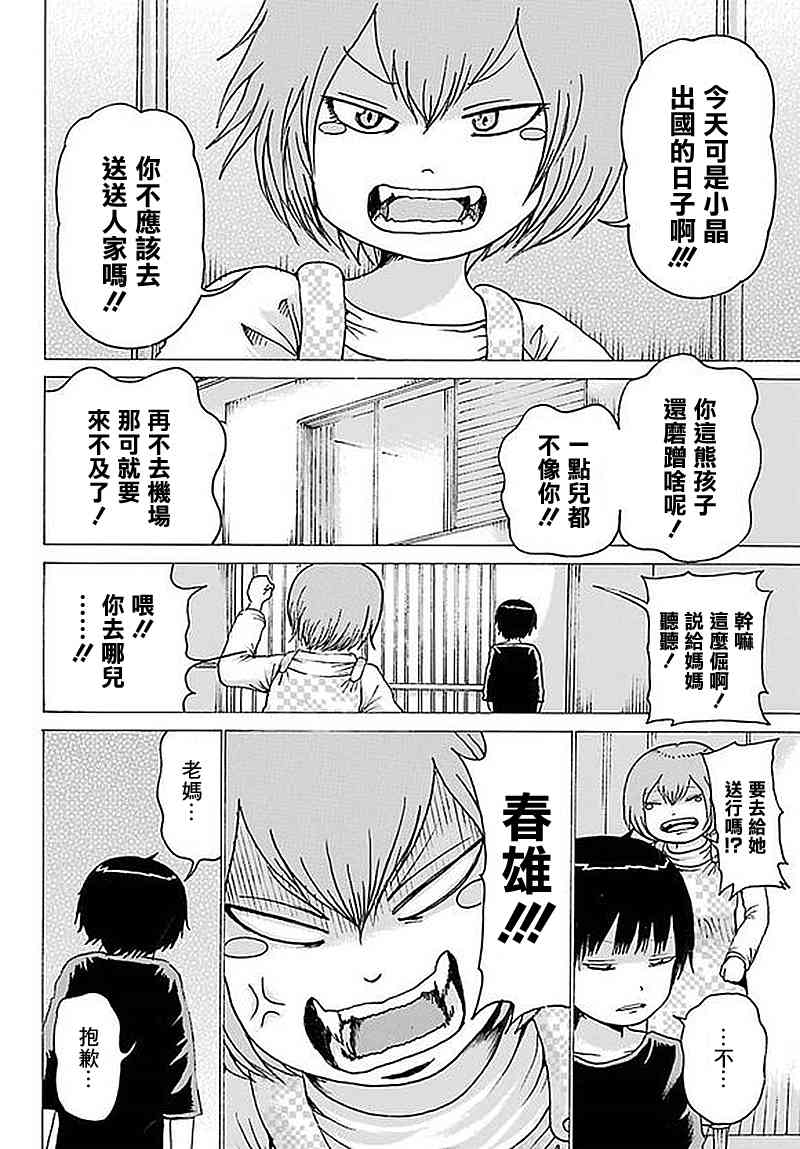 今天可是小晶
出國的日子啊!!!
你不應該去
送送人家嗎!!
你這熊孩子
還磨蹭啥呢!
一點兒都
不像你!!
再不去機場
那可就要
來不及了!
幹嘛
這麼倔啊!
說給媽媽
聽聽!
喂!!
你去哪兒
……!!
要去給她
送行嗎!?
…不…
春雄!!!
老媽…
抱歉…